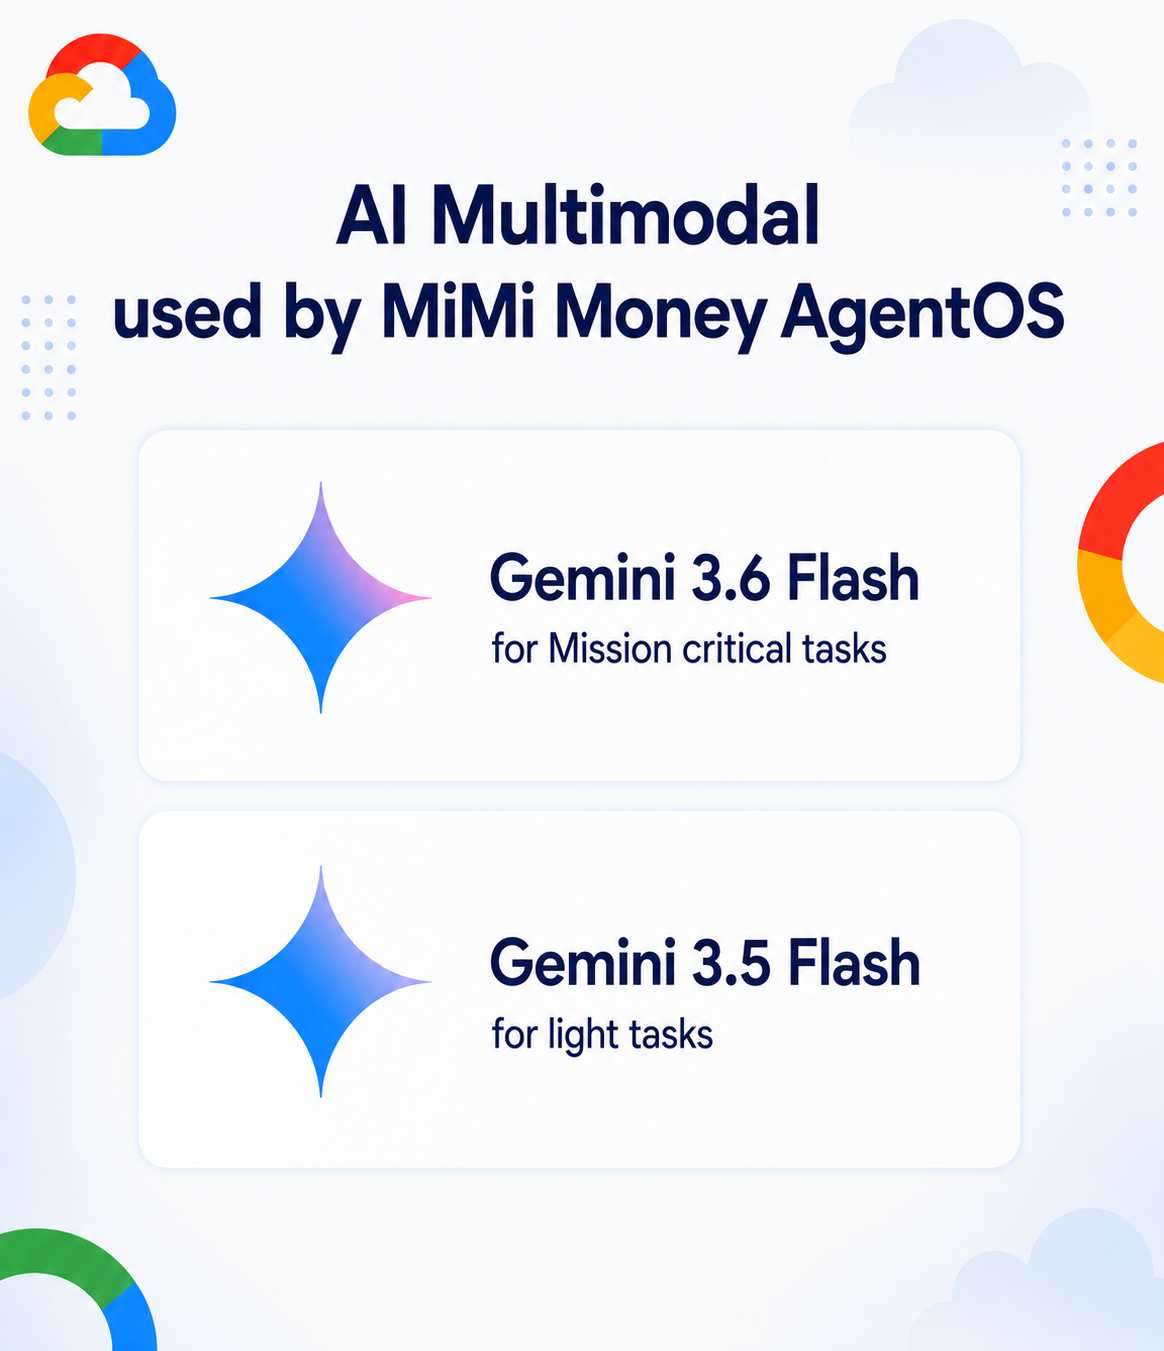 AI Multimodal
used by MiMi Money AgentOS
Gemini 3.6 Flash
for Mission critical tasks
Gemini 3.5 Flash
for light tasks